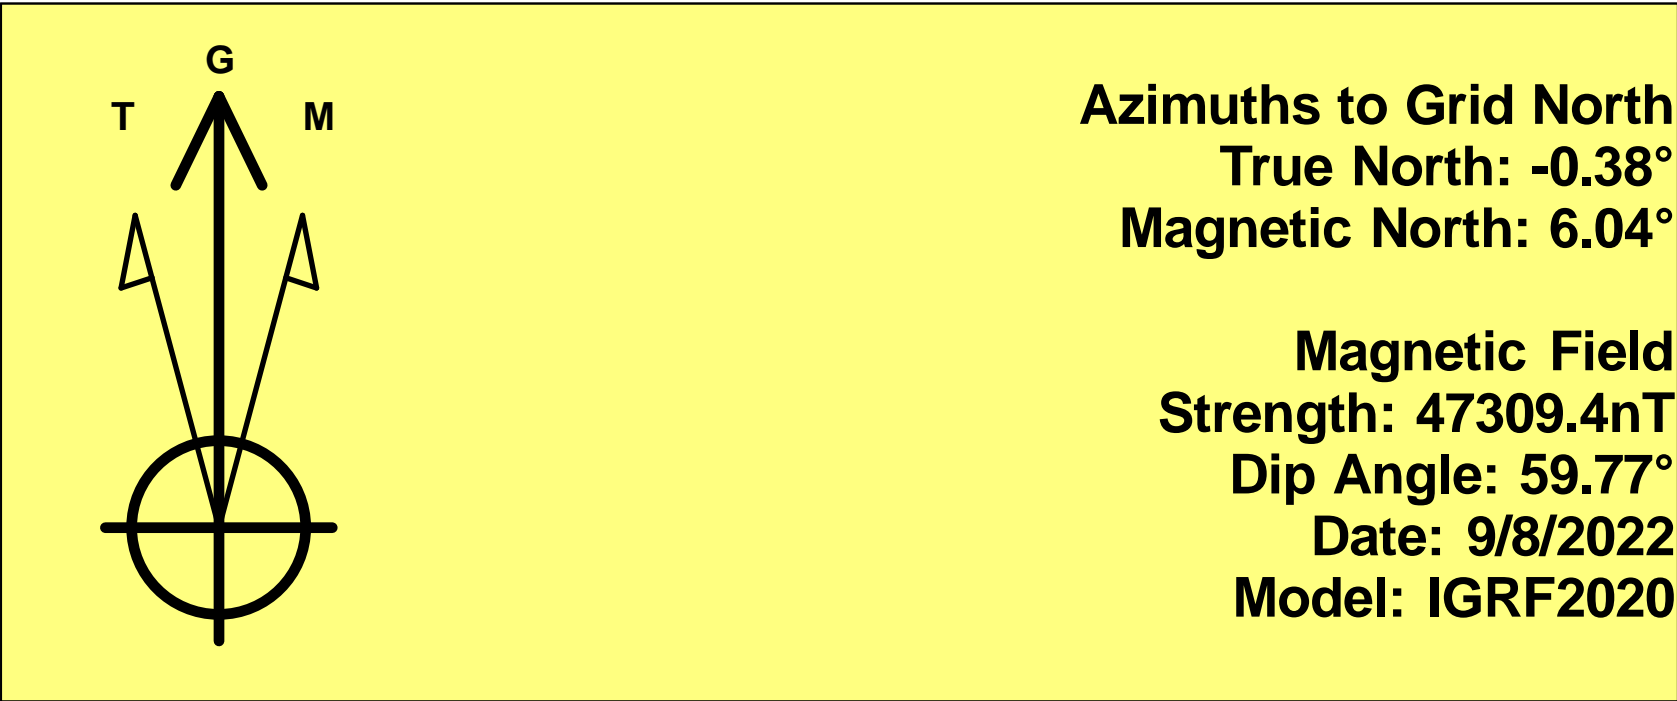 G
T
M
Azimuths to Grid North
True North: -0.38°
Magnetic North: 6.04°
Magnetic Field
Strength: 47309.4nT
Dip Angle: 59.77°
Date: 9/8/2022
Model: IGRF2020